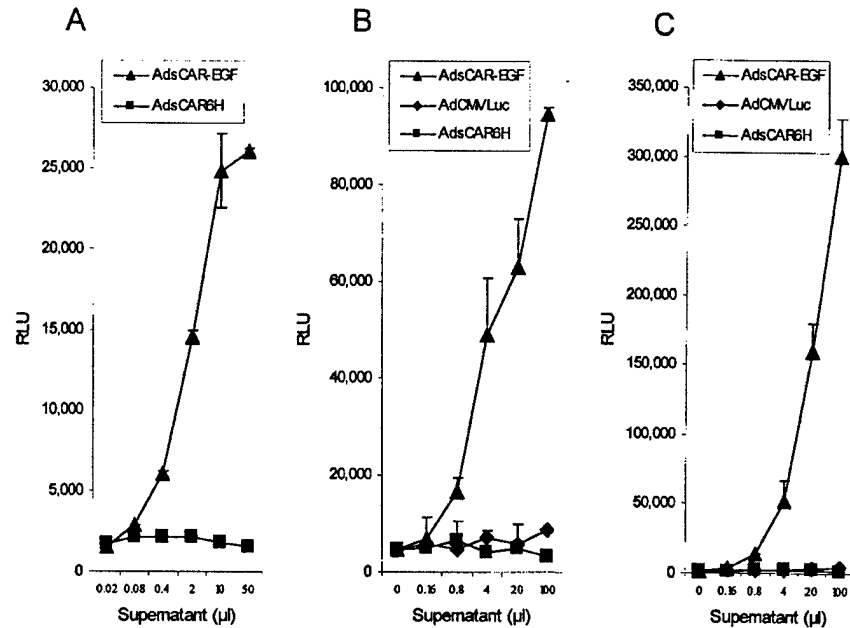 A
AdsCAR-EGF
AdsCAR6H
30,000
25,000
20,000
15,000
10,000
5,000
0
RLU
0.02 0.08 0.4 2 10 50
Supernatant (µl)
B
AdsCAR-EGF
AdCMVLuc
AdsCAR6H
100,000
80,000
60,000
40,000
20,000
0
RLU
0 0.16 0.8 4 20 100
Supernatant (µl)
C
AdsCAR-EGF
AdCMVLuc
AdsCAR6H
350,000
300,000
250,000
200,000
150,000
100,000
50,000
0
RLU
0 0.16 0.8 4 20 100
Supernatant (µl)